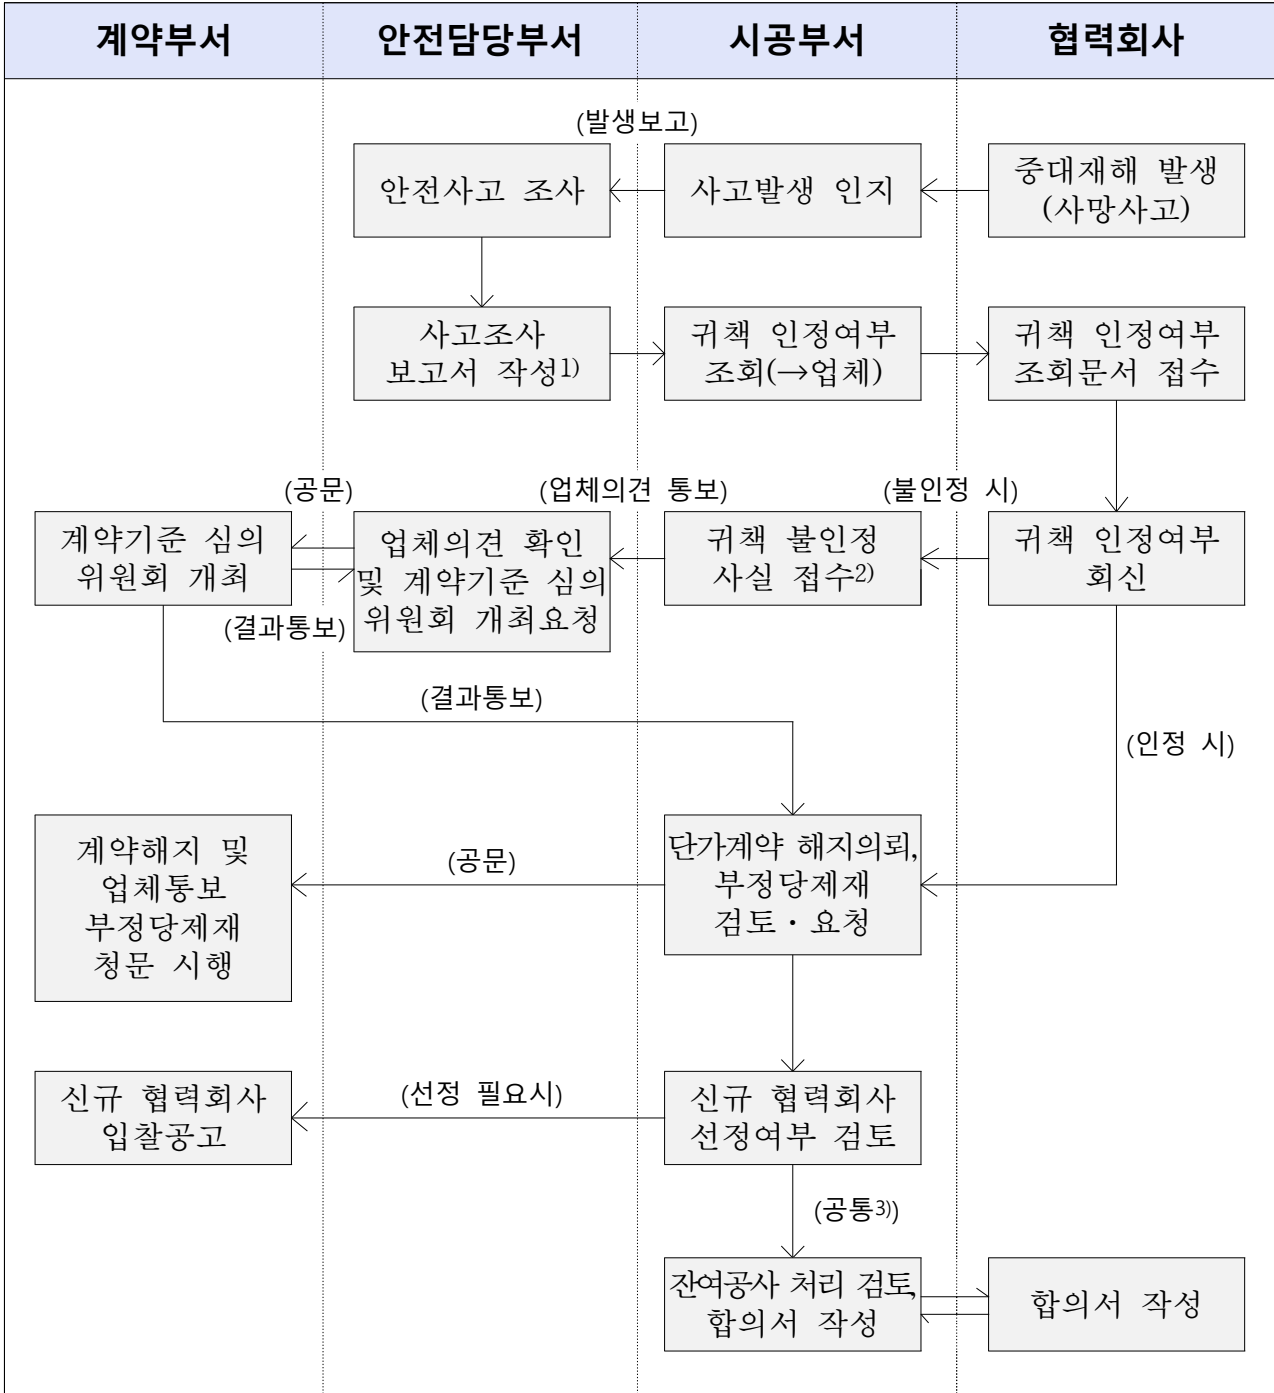 계약부서
안전담당부서
시공부서
협력회사
(발생보고)
안전사고 조사
사고발생 인지
중대재해 발생
(사망사고)
사고조사
보고서 작성1)
귀책 인정여부
조회(→업체)
귀책 인정여부
조회문서 접수
(공문)
(업체의견 통보)
(불인정 시)
계약기준 심의
위원회 개최
업체의견 확인
및 계약기준 심의
위원회 개최요청
귀책 불인정
사실 접수2)
귀책 인정여부
회신
(결과통보)
(결과통보)
(인정 시)
계약해지 및
업체통보
부정당제재
청문 시행
(공문)
단가계약 해지의뢰,
부정당제재
검토·요청
신규 협력회사
입찰공고
(선정 필요시)
신규 협력회사
선정여부 검토
(공통3))
잔여공사 처리 검토,
합의서 작성
합의서 작성